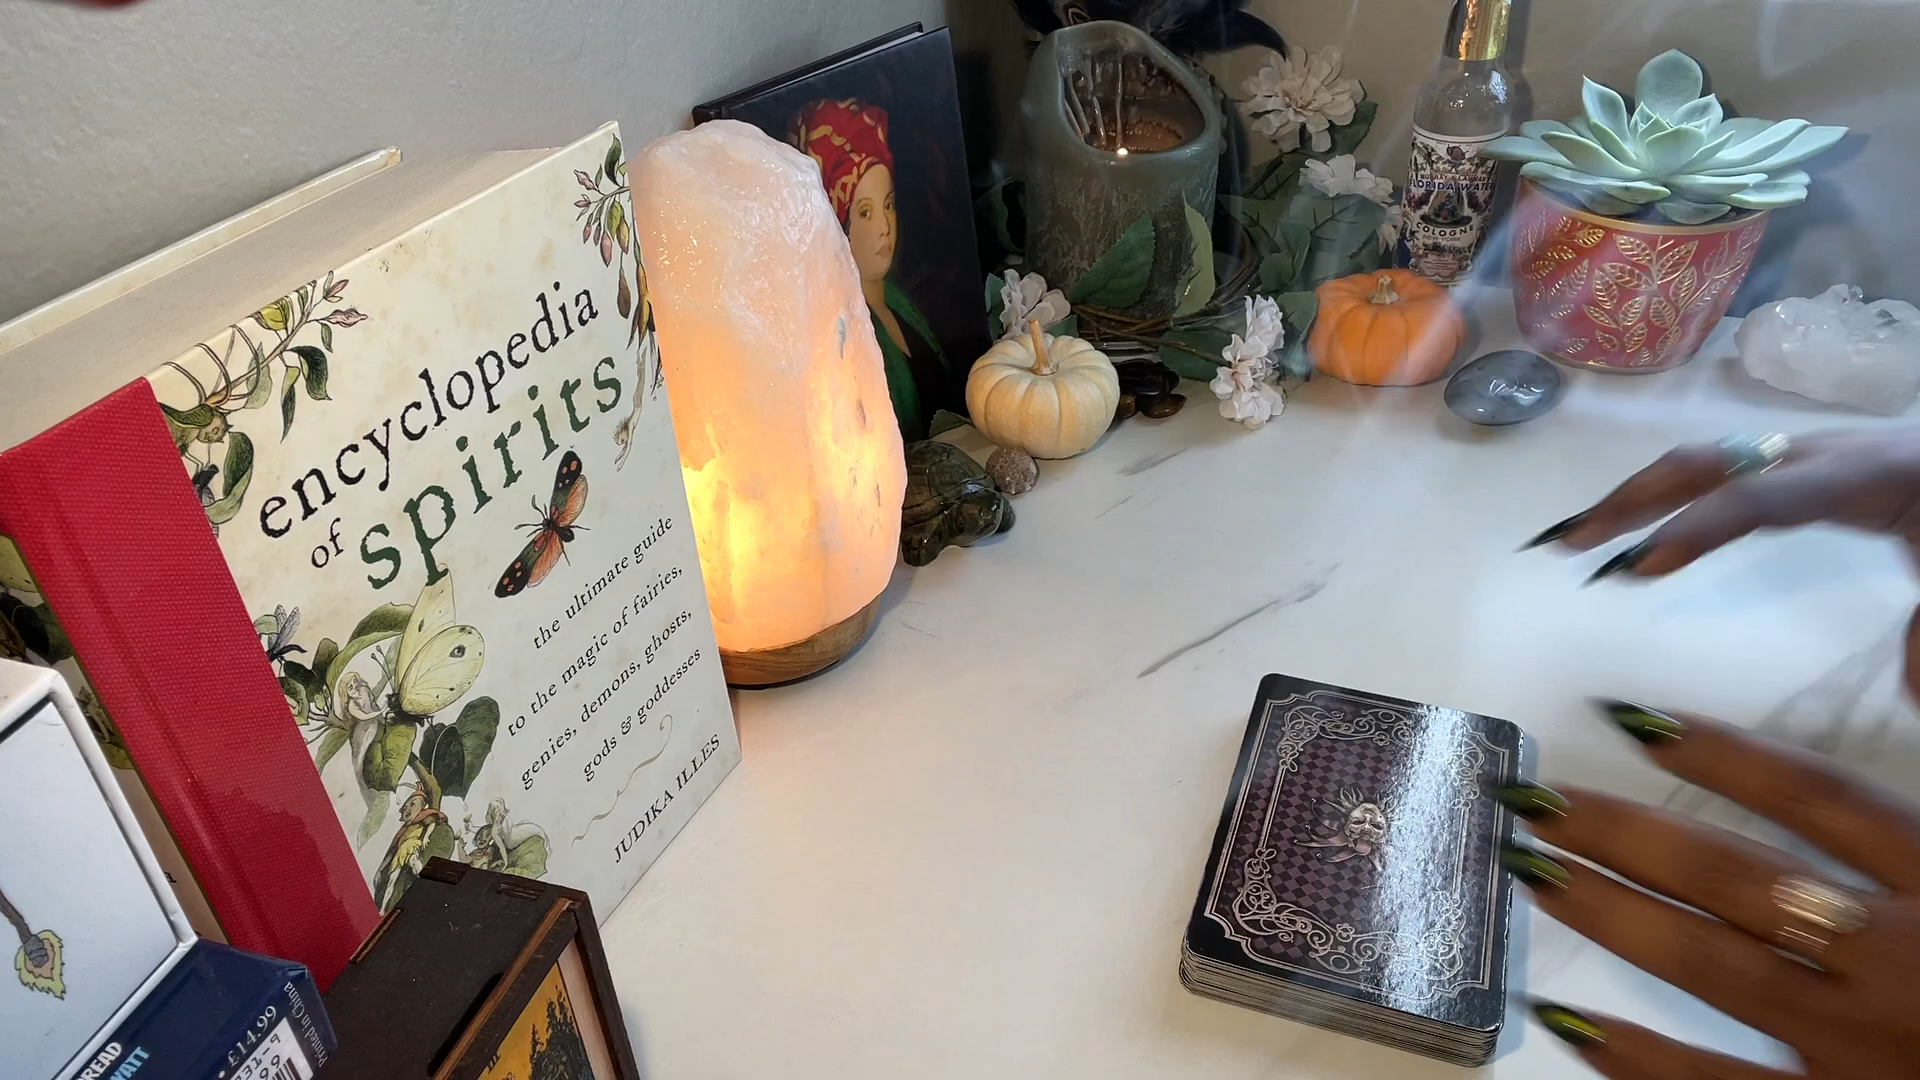 encyclopedia
of spirits
the ultimate guide
to the magic of fairies,
genies, demons, ghosts,
gods & goddesses
JUDIKA ILLES
FLORIDA WATER
COLOGNE
£14.99
Printed in China